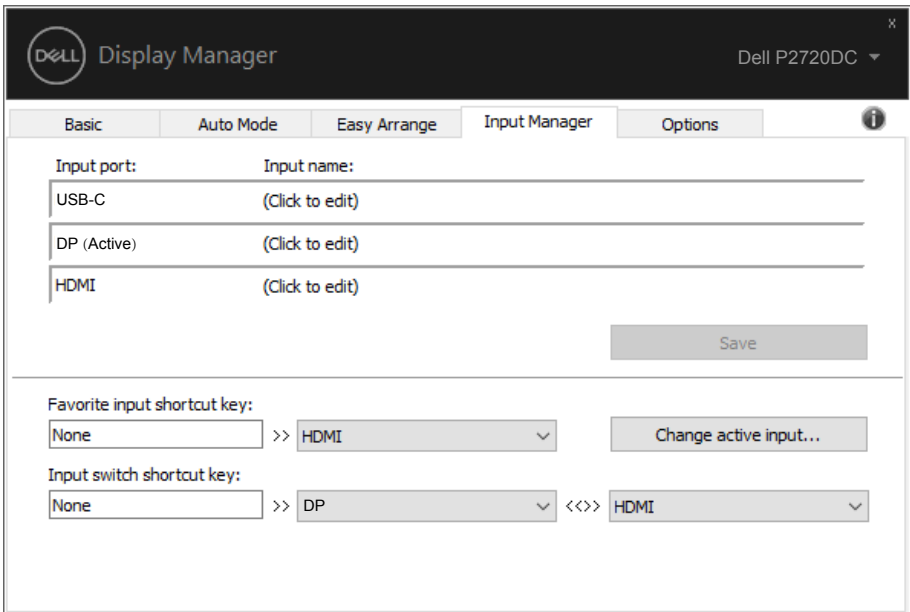 x
DELL Display Manager Dell P2720DC
Basic Auto Mode Easy Arrange Input Manager Options i
Input port: Input name:
USB-C (Click to edit)
DP (Active) (Click to edit)
HDMI (Click to edit)
Save
Favorite input shortcut key:
None >> HDMI Change active input...
Input switch shortcut key:
None >> DP <<>> HDMI